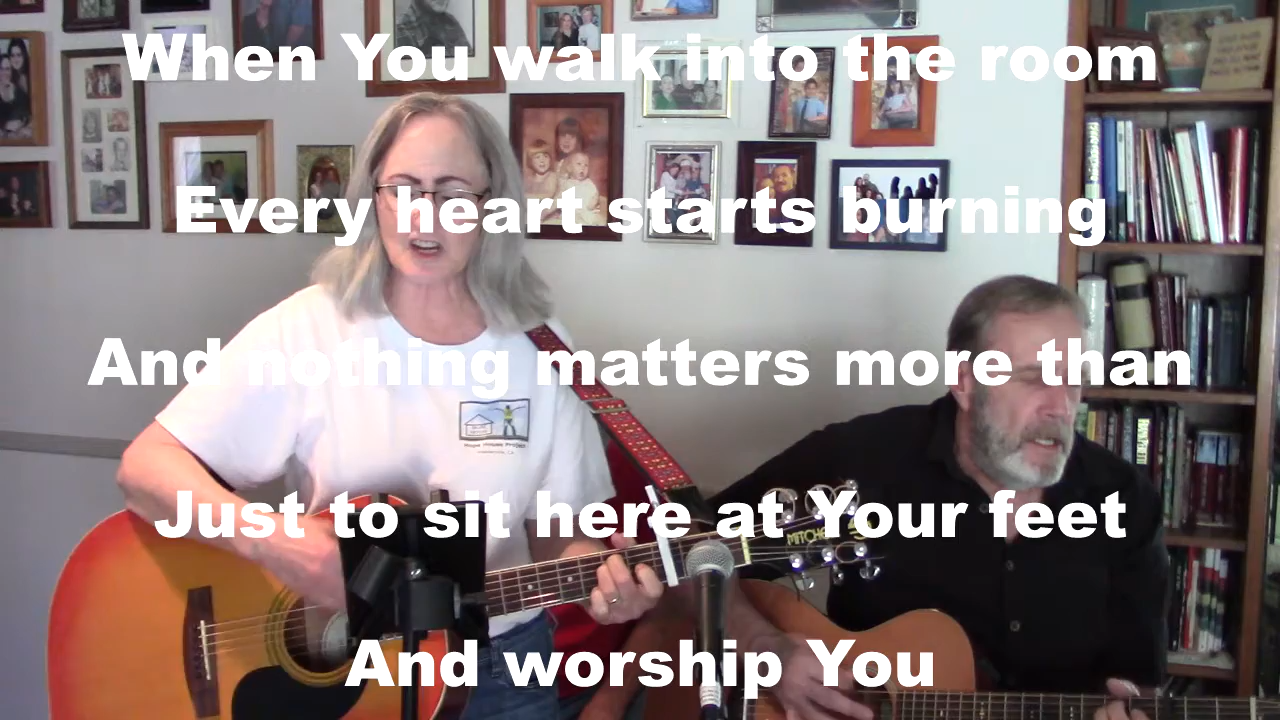 When You walk into the room
Every heart starts burning
And nothing matters more than
Just to sit here at Your feet
And worship You